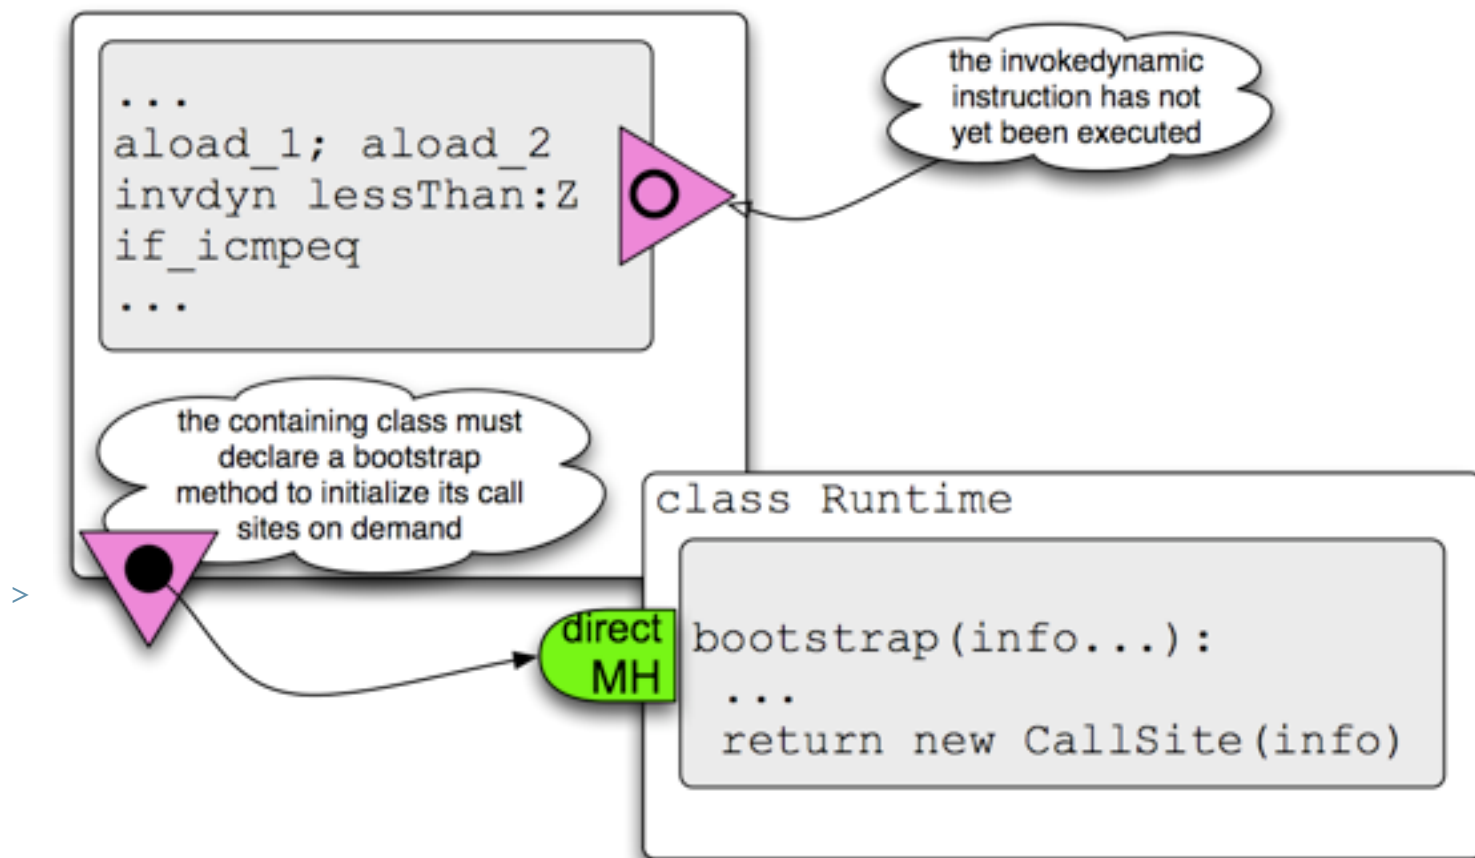 ...
aload_1; aload_2
invdyn lessThan:Z
if_icmpeq
...
the invokedynamic
instruction has not
yet been executed
the containing class must
declare a bootstrap
method to initialize its call
sites on demand
>
class Runtime
direct
MH
bootstrap(info...):
...
return new CallSite(info)